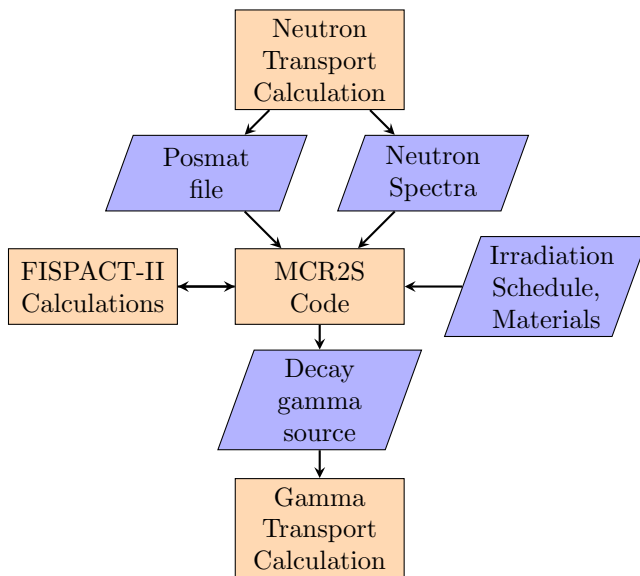 Neutron
Transport
Calculation
Posmat
file
Neutron
Spectra
FISPACT-II
Calculations
MCR2S
Code
Irradiation
Schedule,
Materials
Decay
gamma
source
Gamma
Transport
Calculation